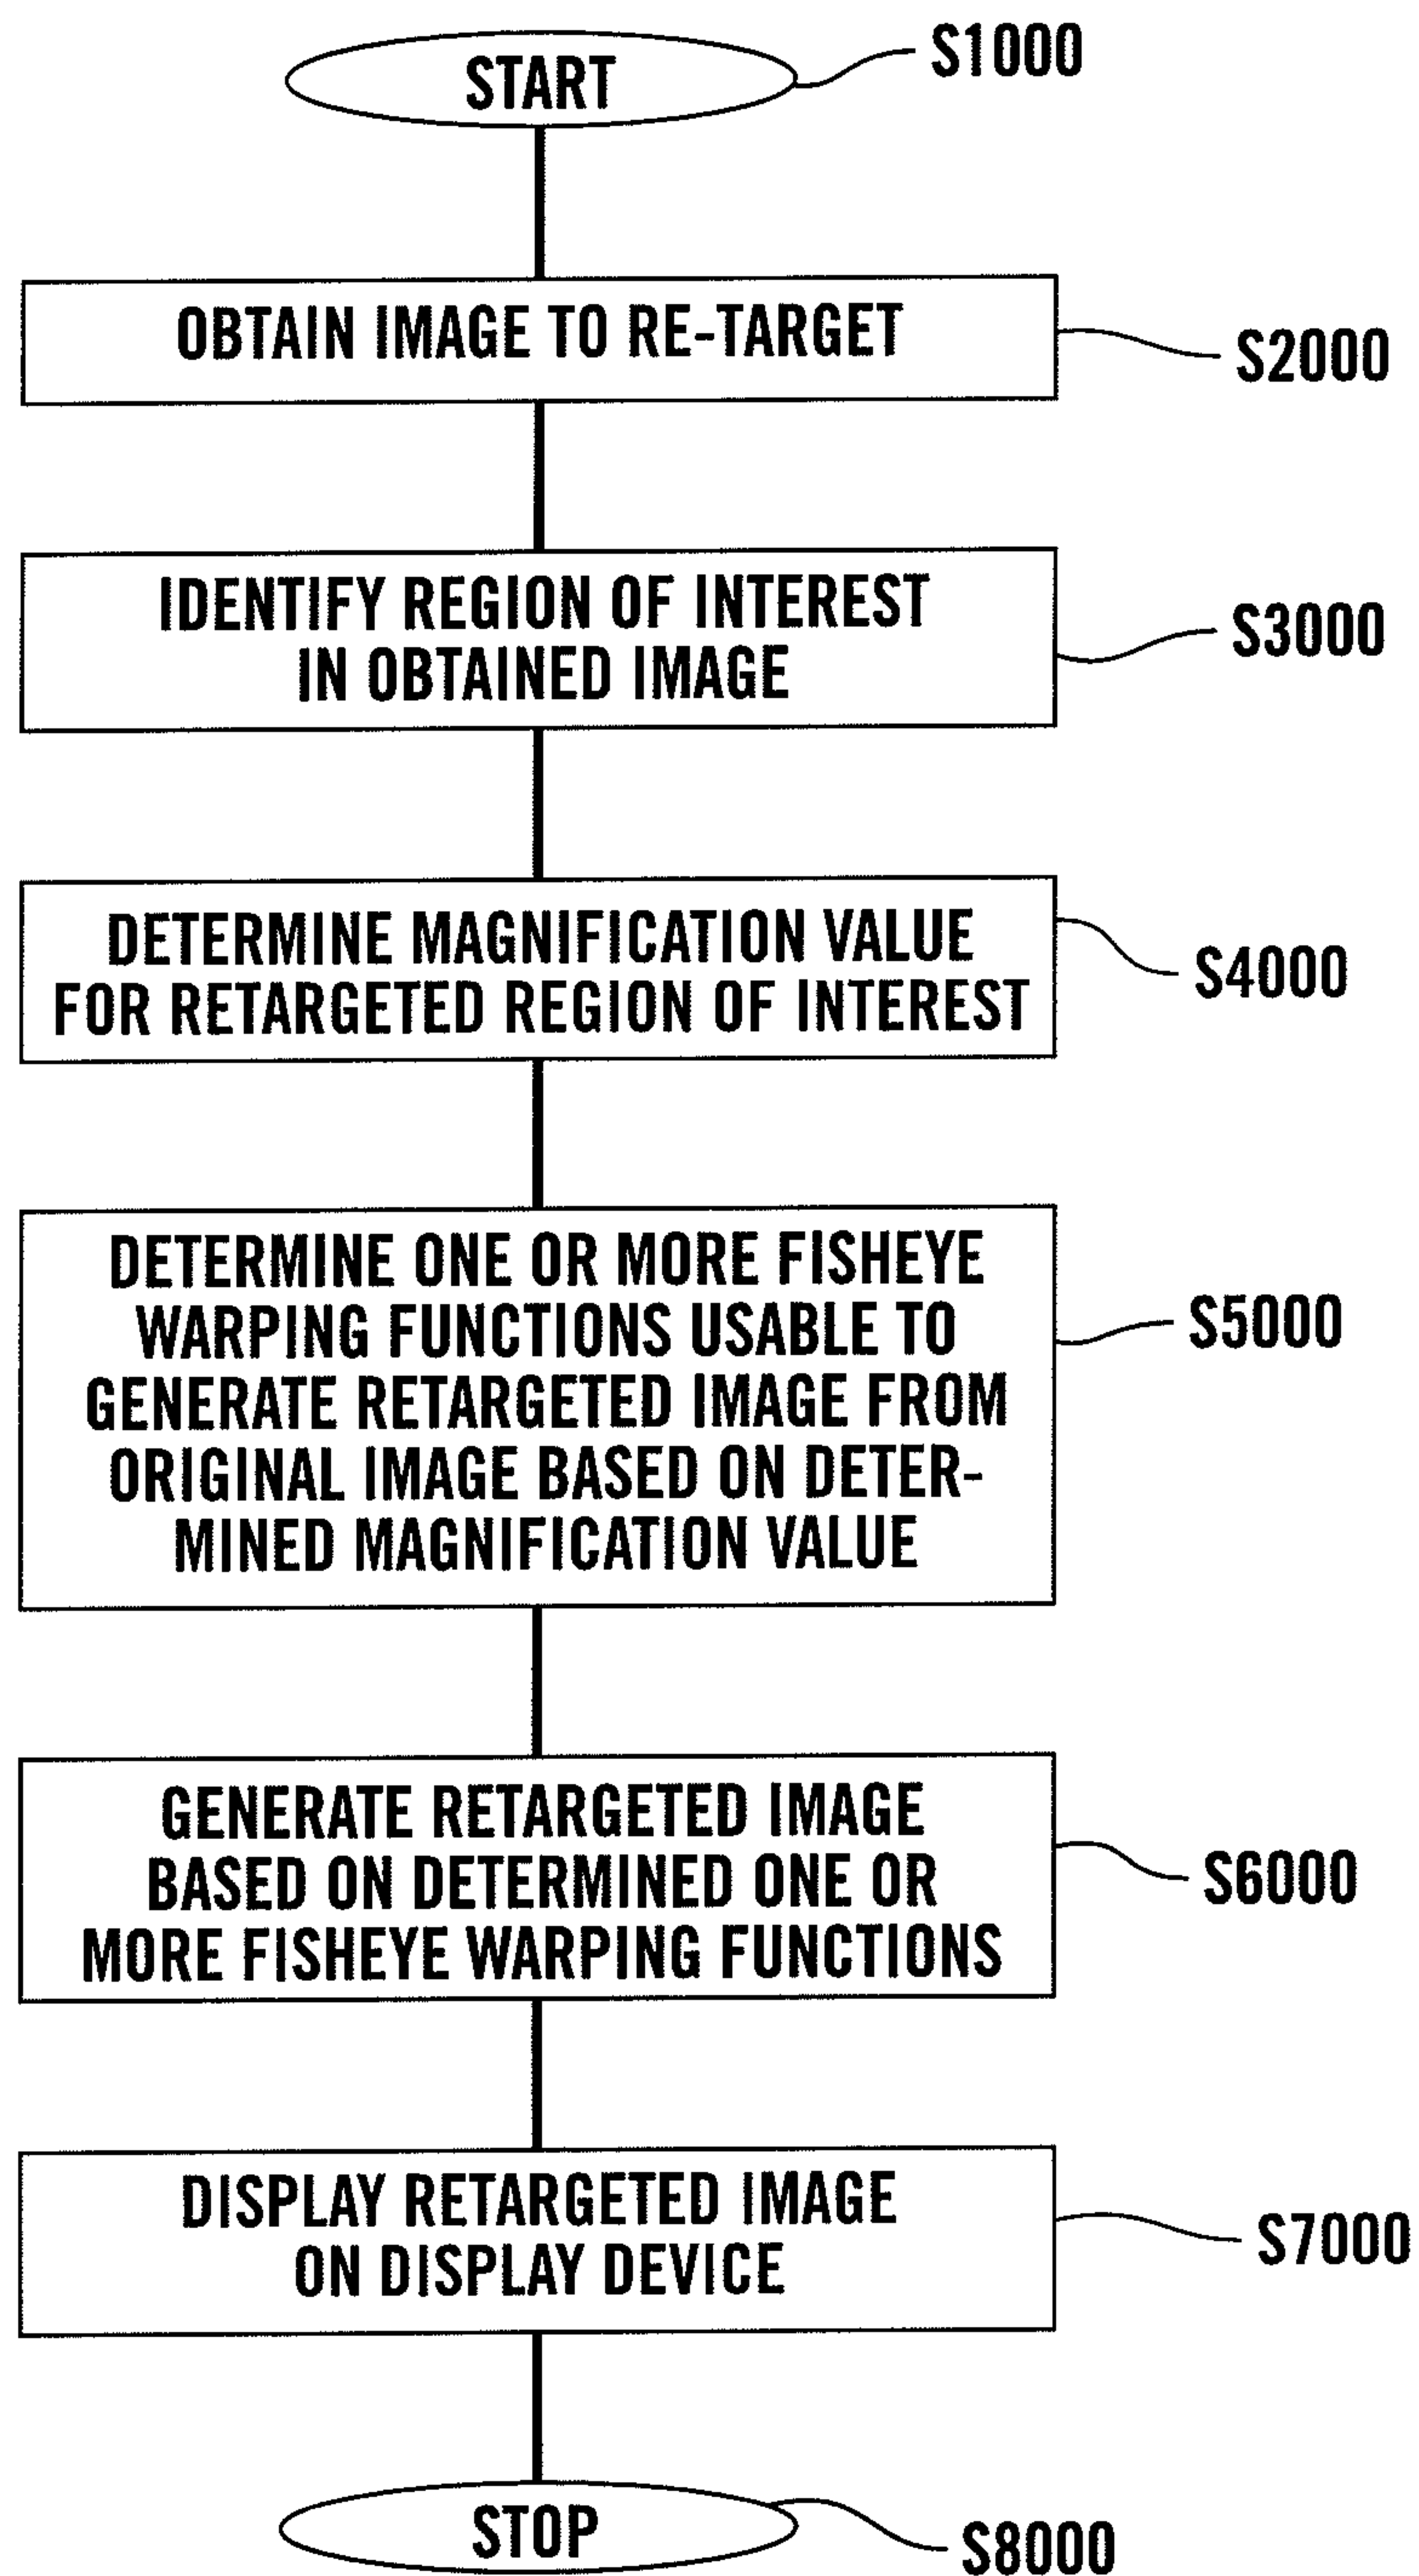 START
S1000
OBTAIN IMAGE TO RE-TARGET
S2000
IDENTIFY REGION OF INTEREST
IN OBTAINED IMAGE
S3000
DETERMINE MAGNIFICATION VALUE
FOR RETARGETED REGION OF INTEREST
S4000
DETERMINE ONE OR MORE FISHEYE
WARPING FUNCTIONS USABLE TO
GENERATE RETARGETED IMAGE FROM
ORIGINAL IMAGE BASED ON DETER-
MINED MAGNIFICATION VALUE
S5000
GENERATE RETARGETED IMAGE
BASED ON DETERMINED ONE OR
MORE FISHEYE WARPING FUNCTIONS
S6000
DISPLAY RETARGETED IMAGE
ON DISPLAY DEVICE
S7000
STOP
S8000